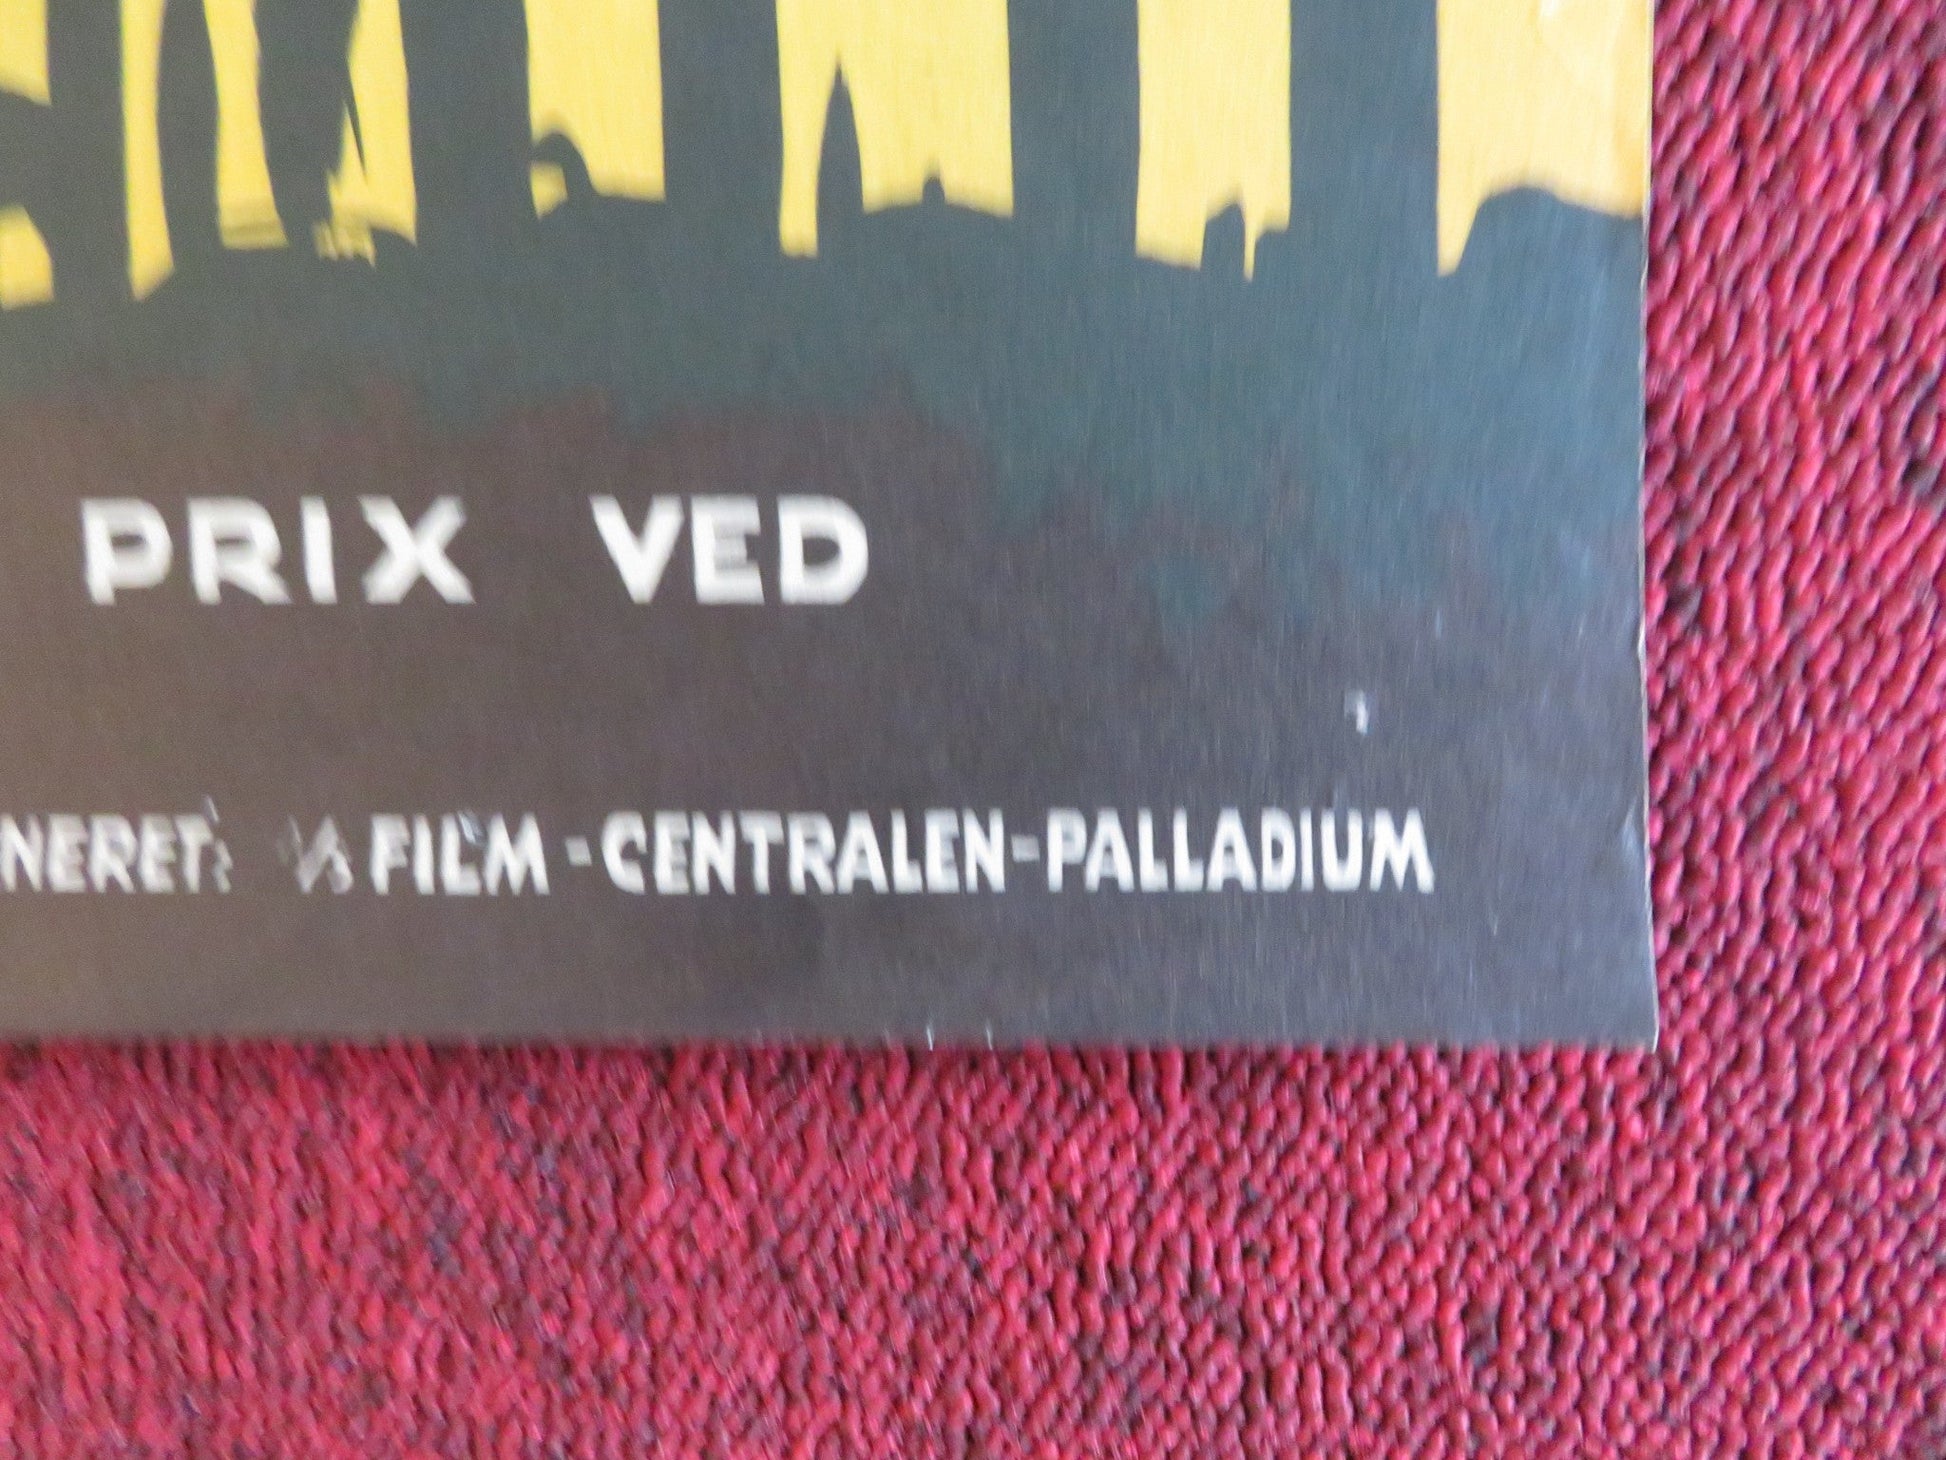 PRIX VED
NERET: A/S FILM-CENTRALEN-PALLADIUM